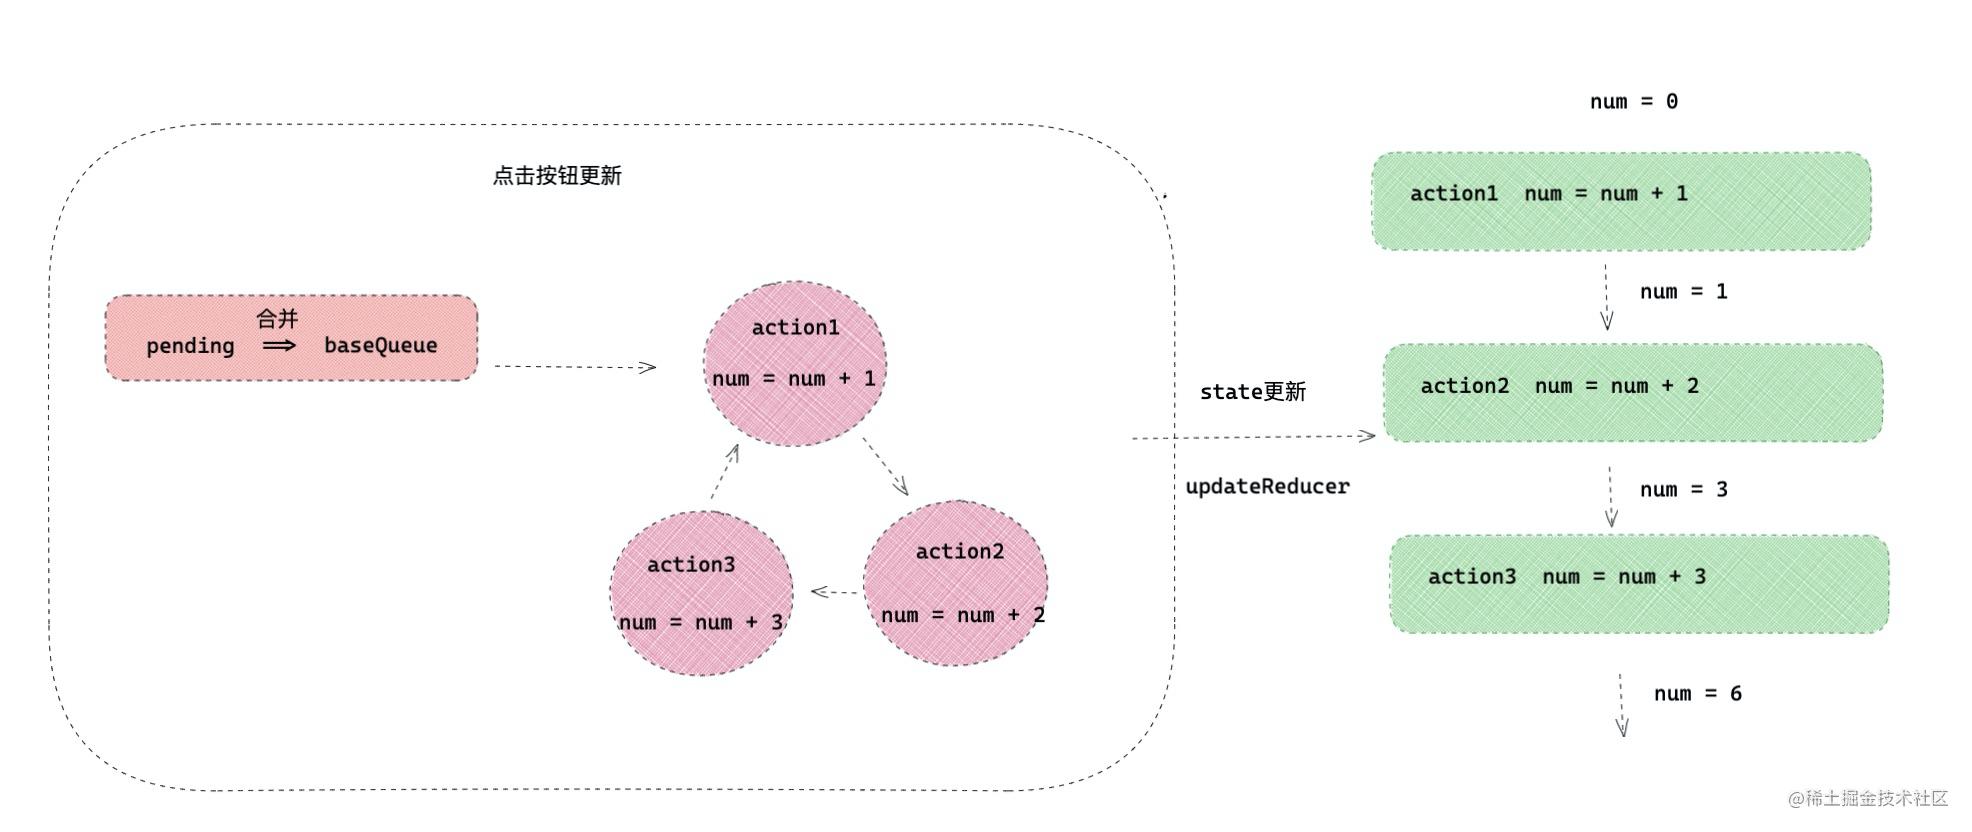 点击按钮更新
合并
pending ⇒ baseQueue
action1
num = num + 1
action2
num = num + 2
action3
num = num + 3
state更新
updateReducer
num = 0
action1 num = num + 1
num = 1
action2 num = num + 2
num = 3
action3 num = num + 3
num = 6
@稀土掘金技术社区